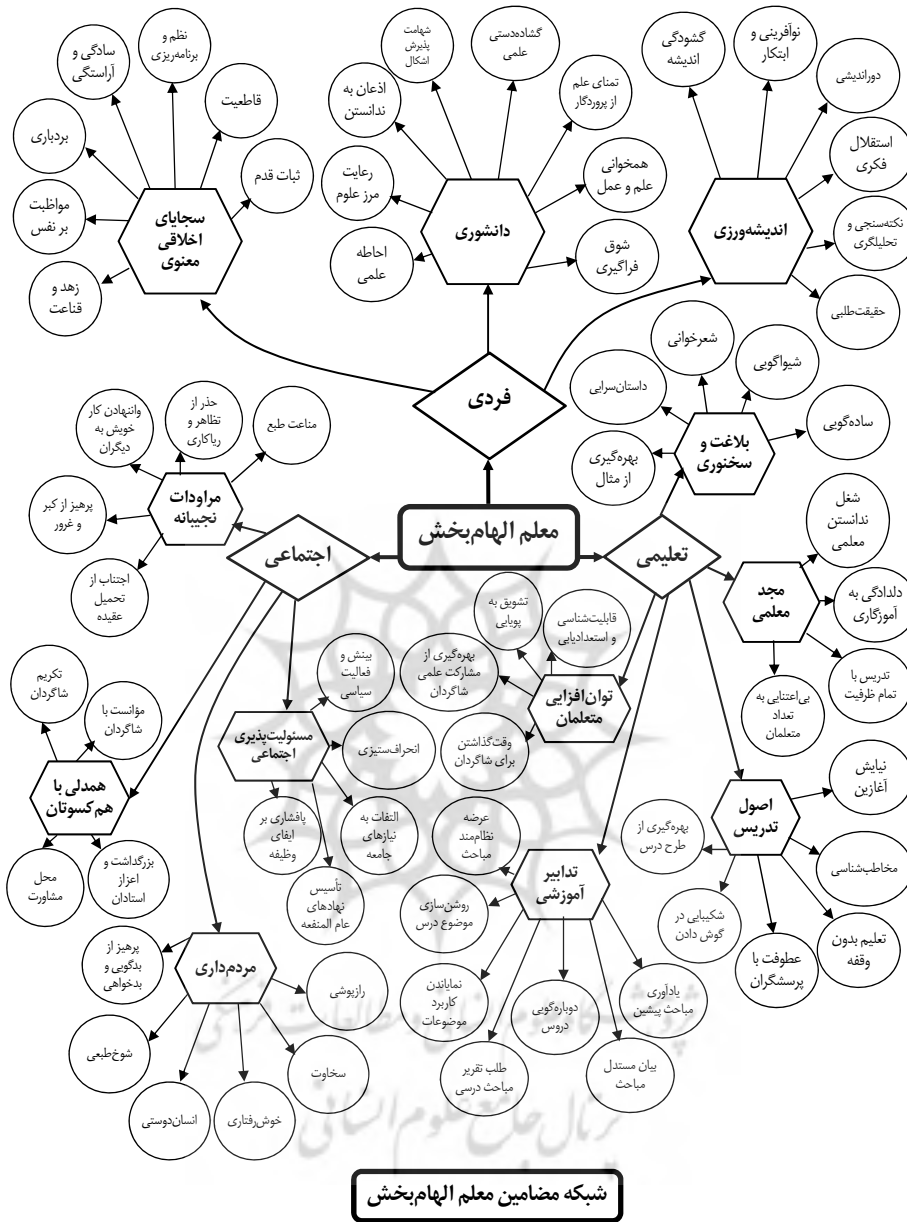 نظم و
برنامه‌ریزی
سادگی و
آراستگی
قاطعیت
بردباری
ثبات قدم
مواظبت
بر نفس
زهد و
قناعت
سجایای
اخلاقی
معنوی
شهامت
پذیرش
اشکال
گشاده‌دستی
علمی
اذعان به
ندانستن
تمنای علم
از پروردگار
رعایت
مرز علوم
همخوانی
علم و عمل
احاطه
علمی
شوق
فراگیری
دانشوری
گشودگی
اندیشه
نوآفرینی و
ابتکار
دوراندیشی
استقلال
فکری
نکته‌سنجی و
تحلیلگری
حقیقت‌طلبی
اندیشه‌ورزی
فردی
شعرخوانی
شیواگویی
داستان‌سرایی
ساده‌گویی
بهره‌گیری
از مثال
بلاغت و
سخنوری
وانهادن کار
خویش به
دیگران
حذر از
تظاهر و
ریاکاری
مناعت طبع
پرهیز از کبر
و غرور
اجتناب از
تحمیل
عقیده
مراودات
نجیبانه
معلم الهام‌بخش
اجتماعی
تعلیمی
شغل
ندانستن
معلمی
دلدادگی به
آموزگاری
تدریس با
تمام ظرفیت
بی‌اعتنایی به
تعداد
متعلمان
مجد
معلمی
تشویق به
پویایی
قابلیت‌شناسی
و استعدادیابی
بهره‌گیری از
مشارکت علمی
شاگردان
وقت‌گذاشتن
برای شاگردان
توان‌افزایی
متعلمان
بینش و
فعالیت
سیاسی
انحراف‌ستیزی
پافشاری بر
ایفای
وظیفه
التفات به
نیازهای
جامعه
تأسیس
نهادهای
عام المنفعه
مسئولیت‌پذیری
اجتماعی
تکریم
شاگردان
مؤانست با
شاگردان
محل
مشاورت
بزرگداشت و
اعزاز
استادان
همدلی با
هم‌کسوتان
نیایش
آغازین
مخاطب‌شناسی
تعلیم بدون
وقفه
عطوفت با
پرسشگران
شکیبایی در
گوش دادن
بهره‌گیری از
طرح درس
اصول
تدریس
عرضه
نظام‌مند
مباحث
روشن‌سازی
موضوع درس
نمایاندن
کاربرد
موضوعات
دوباره‌گویی
دروس
یادآوری
مباحث پیشین
طلب تقریر
مباحث درسی
بیان مستدل
مباحث
تدابیر
آموزشی
پرهیز از
بدگویی و
بدخواهی
شوخ‌طبعی
انسان‌دوستی
خوش‌رفتاری
سخاوت
رازپوشی
مردم‌داری
پژوهشگاه علوم انسانی و مطالعات فرهنگی
پرتال جامع علوم انسانی
شبکه مضامین معلم الهام‌بخش